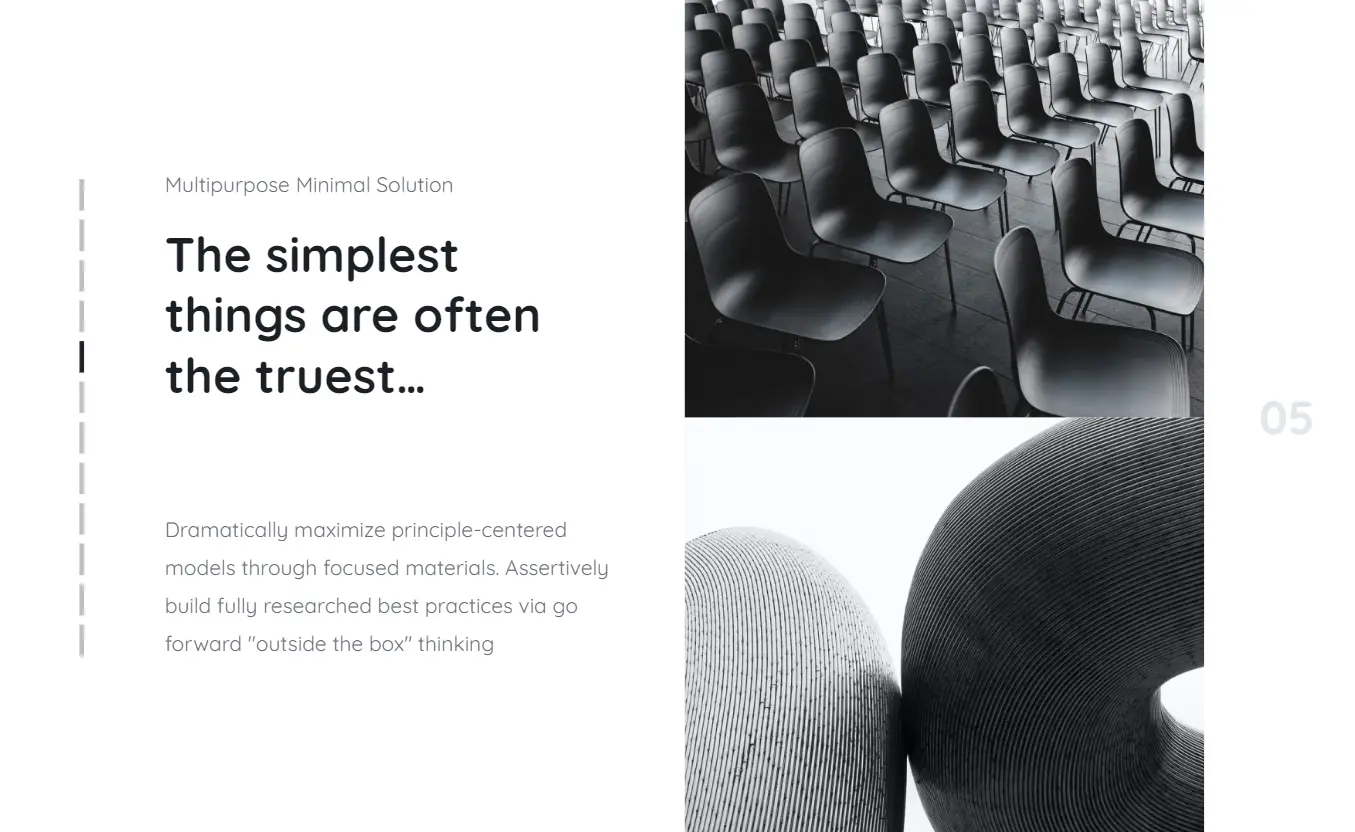 Multipurpose Minimal Solution
The simplest
things are often
the truest...
Dramatically maximize principle-centered
models through focused materials. Assertively
build fully researched best practices via go
forward "outside the box" thinking
05